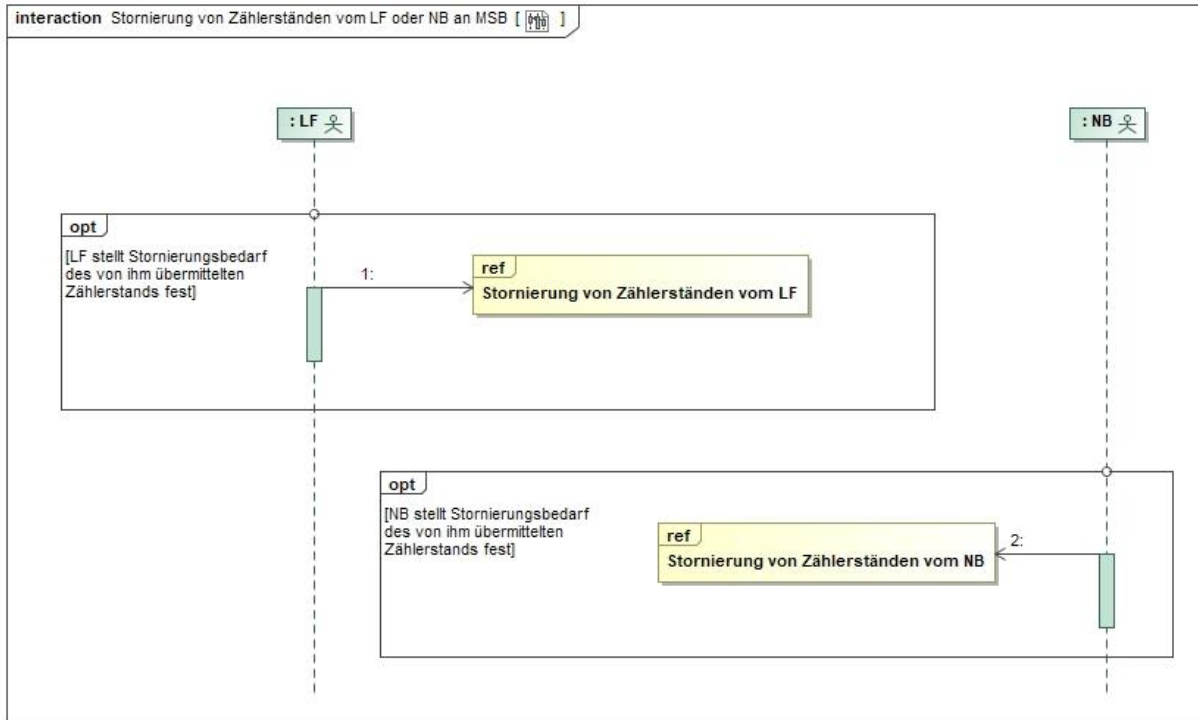 interaction Stornierung von Zählerständen vom LF oder NB an MSB [ ]
: LF
: NB
opt
[LF stellt Stornierungsbedarf
des von ihm übermittelten
Zählerstands fest]
1:
ref
Stornierung von Zählerständen vom LF
opt
[NB stellt Stornierungsbedarf
des von ihm übermittelten
Zählerstands fest]
ref
Stornierung von Zählerständen vom NB
2: